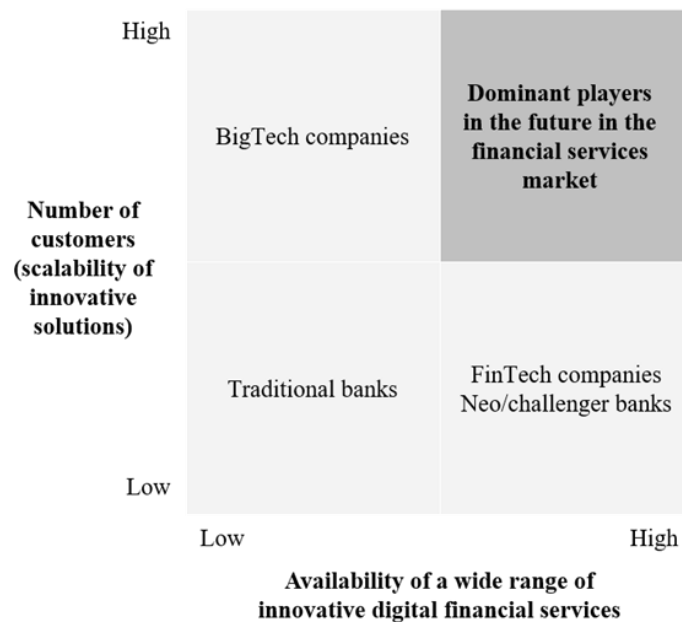 High
BigTech companies
Dominant players
in the future in the
financial services
market
Number of
customers
(scalability of
innovative
solutions)
Traditional banks
FinTech companies
Neo/challenger banks
Low
Low
High
Availability of a wide range of
innovative digital financial services